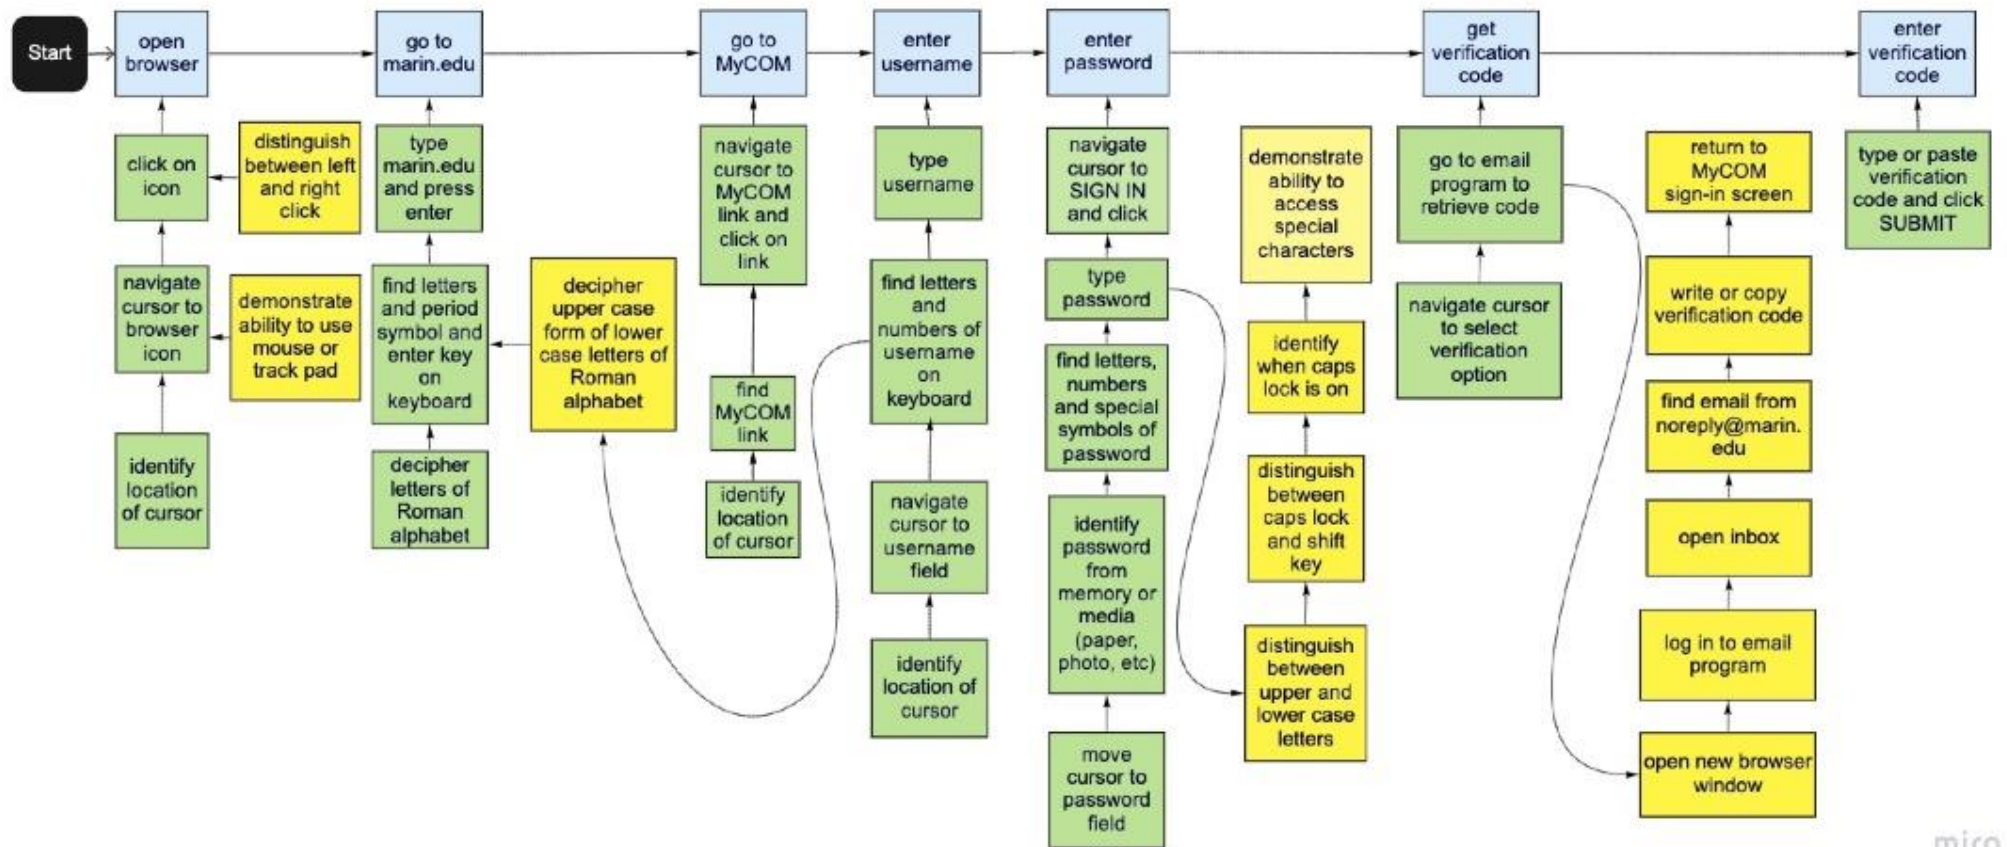 Start
open
browser
go to
marin.edu
go to
MyCOM
enter
username
enter
password
get
verification
code
enter
verification
code
click on
icon
distinguish
between left
and right
click
navigate
cursor to
browser
icon
demonstrate
ability to use
mouse or
track pad
identify
location
of cursor
type
marin.edu
and press
enter
find letters
and period
symbol and
enter key
on
keyboard
decipher
letters of
Roman
alphabet
decipher
upper case
form of lower
case letters of
Roman
alphabet
navigate
cursor to
MyCOM
link and
click on
link
find
MyCOM
link
identify
location
of cursor
type
username
find letters
and
numbers of
username
on
keyboard
navigate
cursor to
username
field
identify
location of
cursor
navigate
cursor to
SIGN IN
and click
type
password
find letters,
numbers
and special
symbols of
password
identify
password
from
memory or
media
(paper,
photo, etc)
move
cursor to
password
field
demonstrate
ability to
access
special
characters
identify
when caps
lock is on
distinguish
between
caps lock
and shift
key
distinguish
between
upper and
lower case
letters
go to email
program to
retrieve code
navigate cursor
to select
verification
option
return to
MyCOM
sign-in screen
write or copy
verification code
find email from
noreply@marin.
edu
open inbox
log in to email
program
open new browser
window
type or paste
verification
code and click
SUBMIT
miro